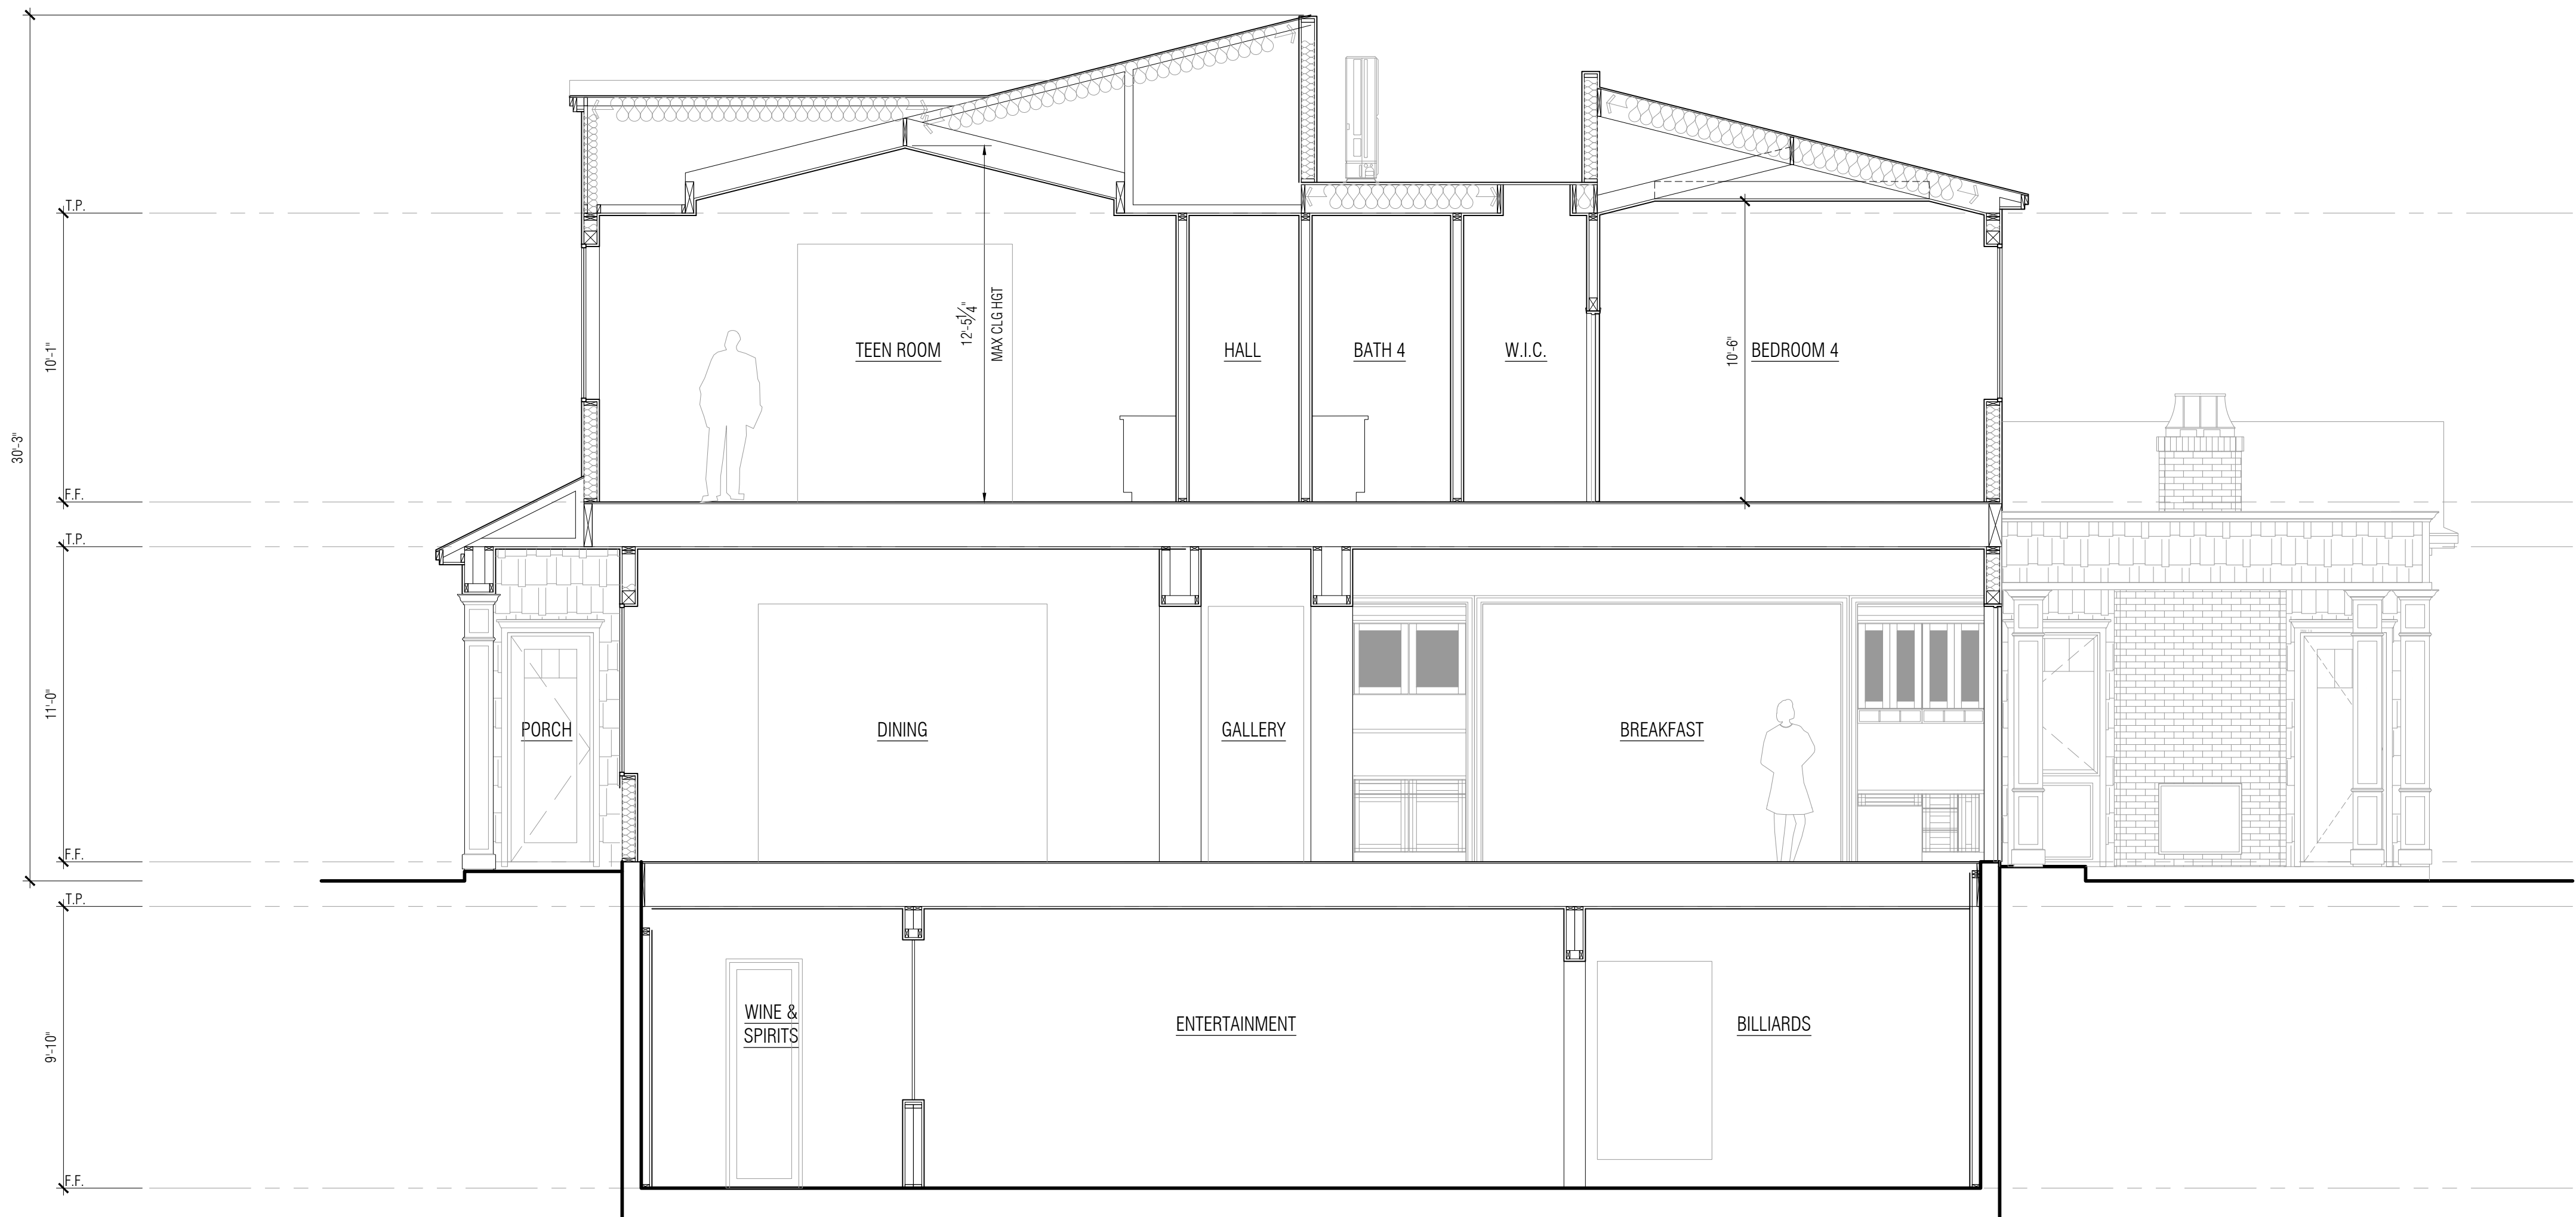 T.P.
10'-1"
30'-3"
TEEN ROOM
12'-5 1/4"
MAX CLG HGT
HALL
BATH 4
W.I.C.
10'-6"
BEDROOM 4
F.F.
T.P.
11'-0"
PORCH
DINING
GALLERY
BREAKFAST
F.F.
T.P.
9'-10"
WINE &
SPIRITS
ENTERTAINMENT
BILLIARDS
F.F.